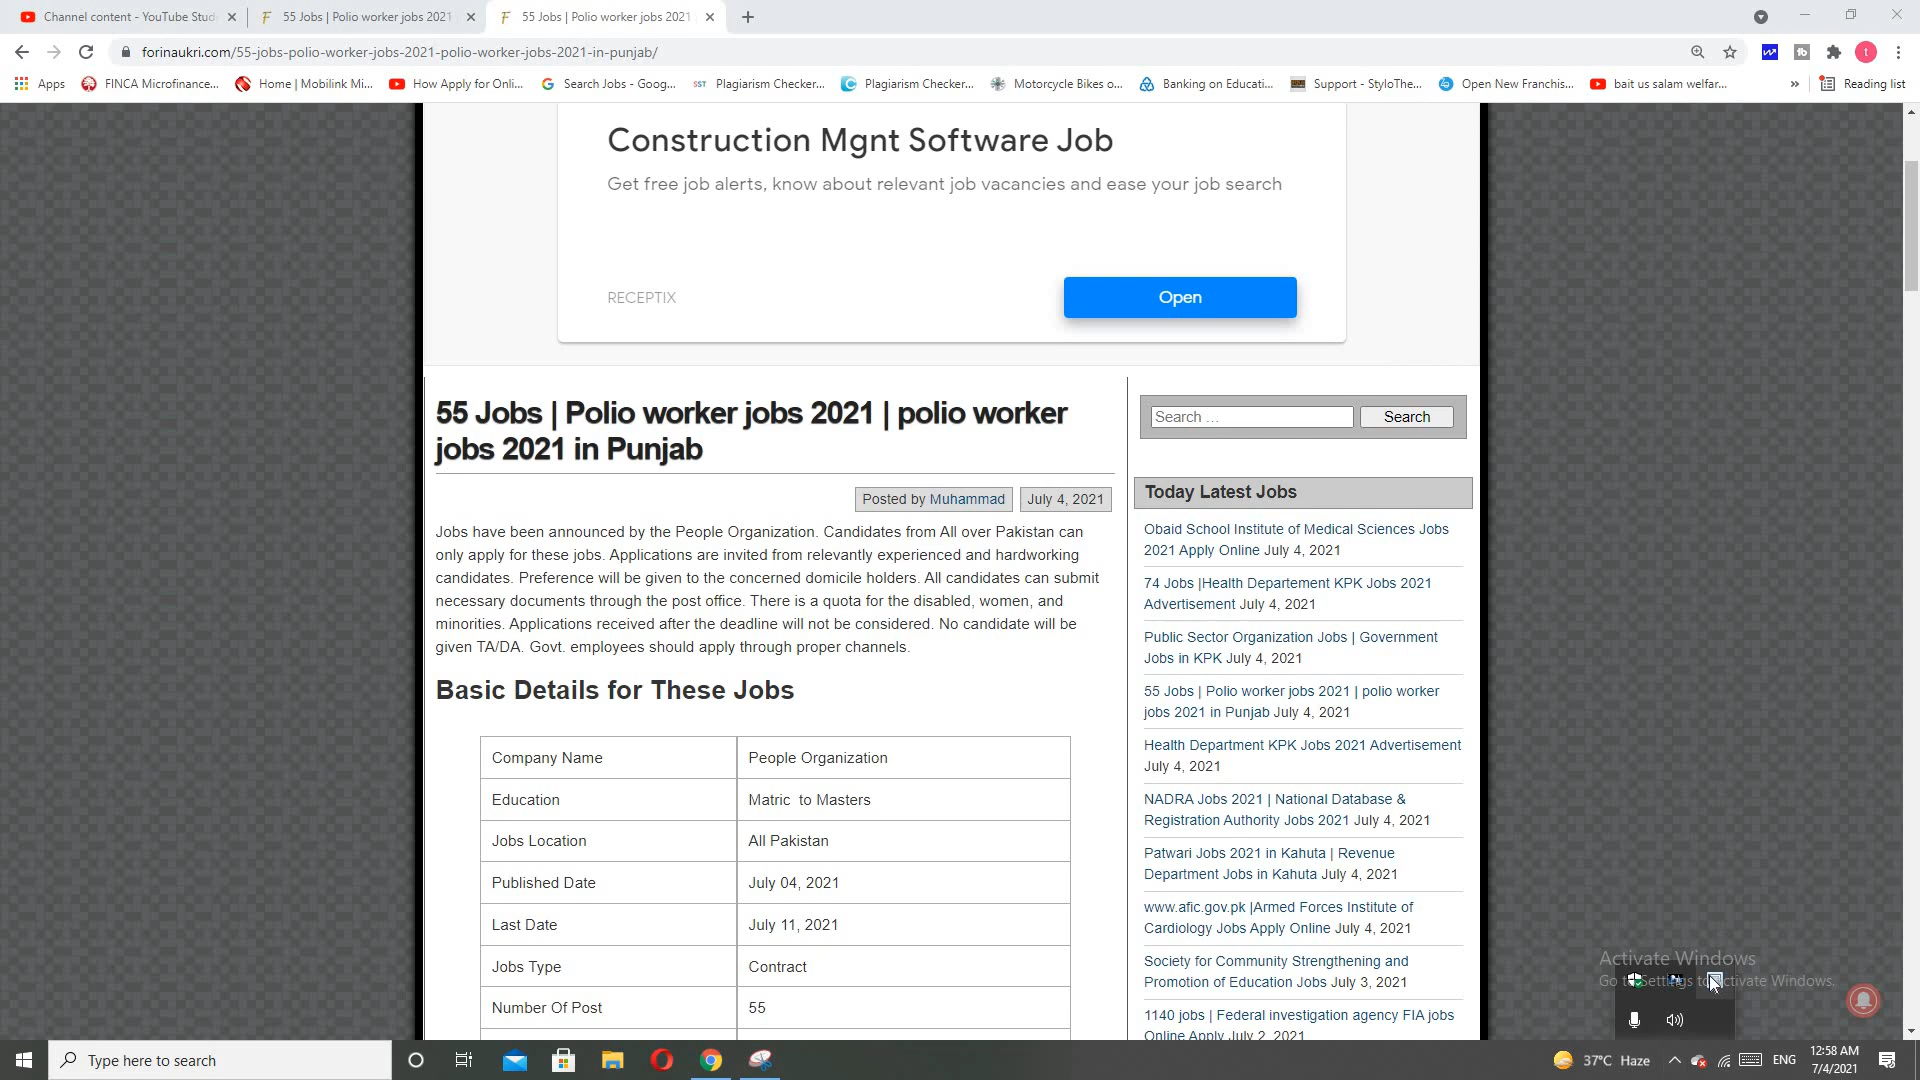 Channel content - YouTube Stud
55 Jobs | Polio worker jobs 2021
55 Jobs | Polio worker jobs 2021
forinaukri.com/55-jobs-polio-worker-jobs-2021-polio-worker-jobs-2021-in-punjab/
t
Apps
FINCA Microfinance...
Home | Mobilink Mi...
How Apply for Onli...
Search Jobs - Goog...
SST
Plagiarism Checker...
Plagiarism Checker...
Motorcycle Bikes o...
Banking on Educati...
Support - StyloThe...
Open New Franchis...
bait us salam welfar...
»
Reading list
Construction Mgnt Software Job
Get free job alerts, know about relevant job vacancies and ease your job search
RECEPTIX
Open
55 Jobs | Polio worker jobs 2021 | polio worker
jobs 2021 in Punjab
Posted by Muhammad
July 4, 2021
Jobs have been announced by the People Organization. Candidates from All over Pakistan can
only apply for these jobs. Applications are invited from relevantly experienced and hardworking
candidates. Preference will be given to the concerned domicile holders. All candidates can submit
necessary documents through the post office. There is a quota for the disabled, women, and
minorities. Applications received after the deadline will not be considered. No candidate will be
given TA/DA. Govt. employees should apply through proper channels.
Basic Details for These Jobs
Company Name
People Organization
Education
Matric  to Masters
Jobs Location
All Pakistan
Published Date
July 04, 2021
Last Date
July 11, 2021
Jobs Type
Contract
Number Of Post
55
Search ...
Search
Today Latest Jobs
Obaid School Institute of Medical Sciences Jobs
2021 Apply Online July 4, 2021
74 Jobs |Health Departement KPK Jobs 2021
Advertisement July 4, 2021
Public Sector Organization Jobs | Government
Jobs in KPK July 4, 2021
55 Jobs | Polio worker jobs 2021 | polio worker
jobs 2021 in Punjab July 4, 2021
Health Department KPK Jobs 2021 Advertisement
July 4, 2021
NADRA Jobs 2021 | National Database &
Registration Authority Jobs 2021 July 4, 2021
Patwari Jobs 2021 in Kahuta | Revenue
Department Jobs in Kahuta July 4, 2021
www.afic.gov.pk |Armed Forces Institute of
Cardiology Jobs Apply Online July 4, 2021
Society for Community Strengthening and
Promotion of Education Jobs July 3, 2021
1140 jobs | Federal investigation agency FIA jobs
Online Apply July 2, 2021
Activate Windows
Go Settings to activate Windows.
Type here to search
37°C Haze
ENG
12:58 AM
7/4/2021